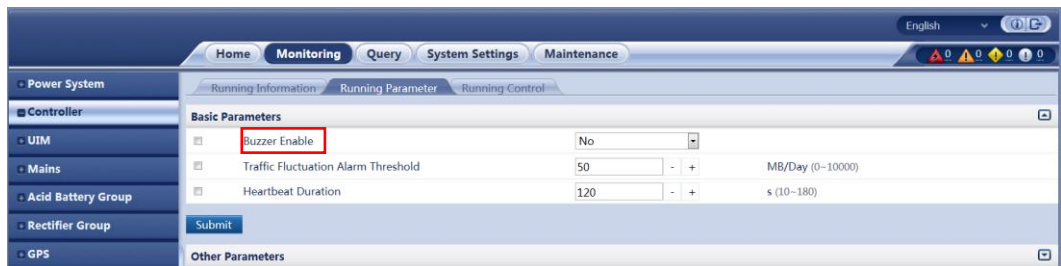 English
Home Monitoring Query System Settings Maintenance 0 0 0 0
Power System
Controller
UIM
Mains
Acid Battery Group
Rectifier Group
GPS
Running Information Running Parameter Running Control
Basic Parameters
Buzzer Enable No
Traffic Fluctuation Alarm Threshold 50 - + MB/Day (0~10000)
Heartbeat Duration 120 - + s (10~180)
Submit
Other Parameters